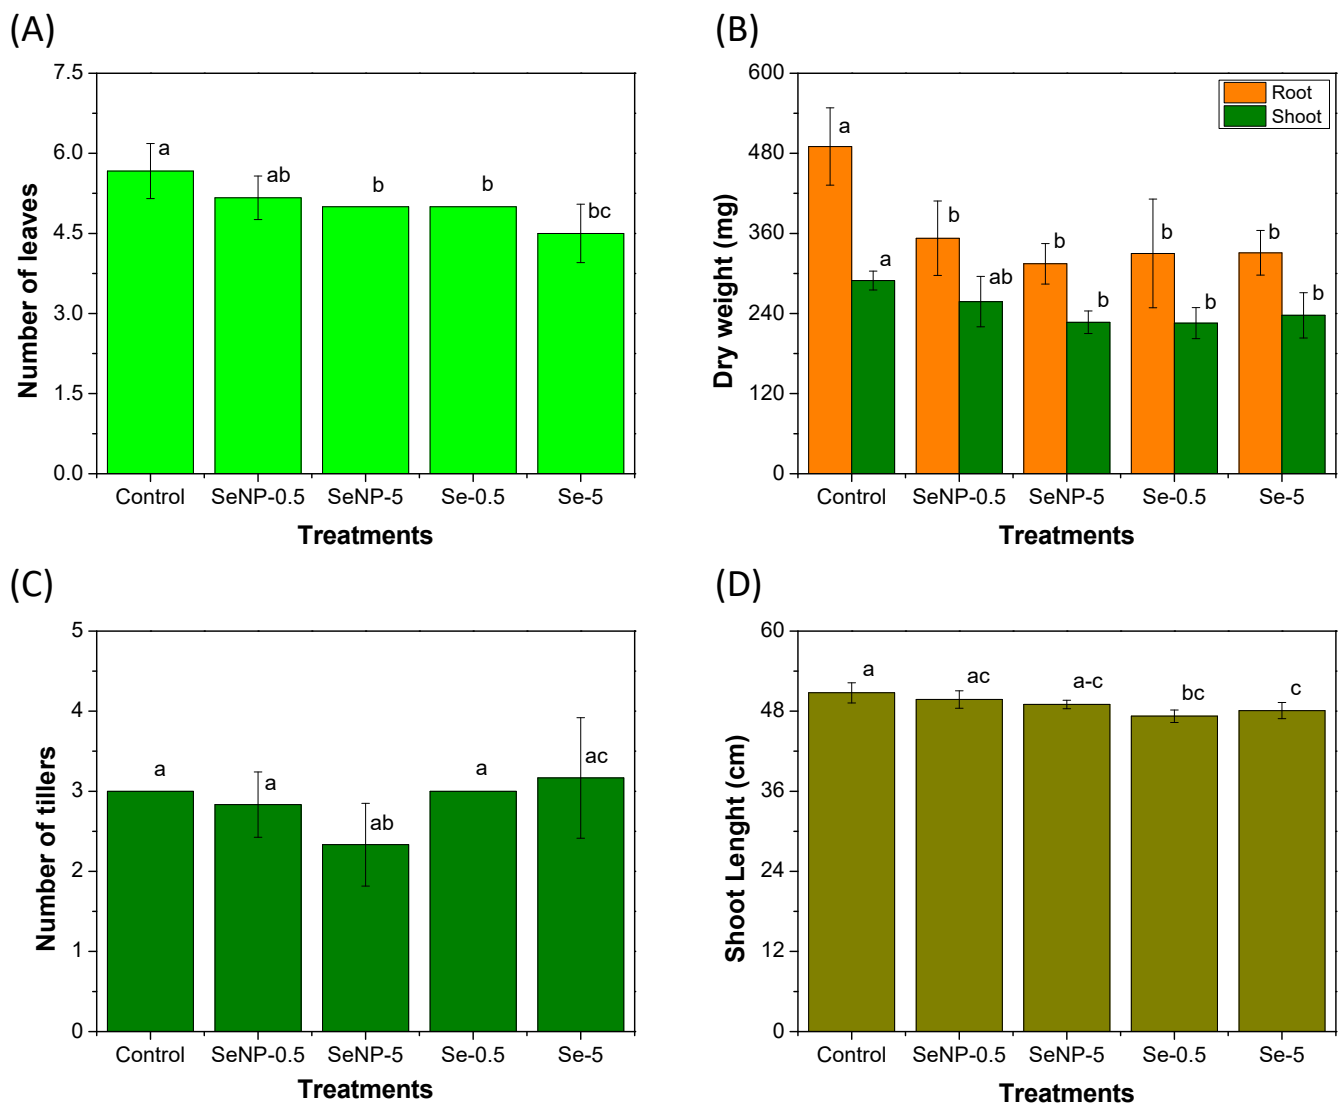 (A)
7.5
6.0
4.5
3.0
1.5
0.0
Number of leaves
a
ab
b
b
bc
Control SeNP-0.5 SeNP-5 Se-0.5 Se-5
Treatments
(B)
600
480
360
240
120
0
Dry weight (mg)
Root
Shoot
a
a
b
ab
b
b
b
b
b
b
Control SeNP-0.5 SeNP-5 Se-0.5 Se-5
Treatments
(C)
5
4
3
2
1
0
Number of tillers
a
a
ab
a
ac
Control SeNP-0.5 SeNP-5 Se-0.5 Se-5
Treatments
(D)
60
48
36
24
12
0
Shoot Lenght (cm)
a
ac
a-c
bc
c
Control SeNP-0.5 SeNP-5 Se-0.5 Se-5
Treatments